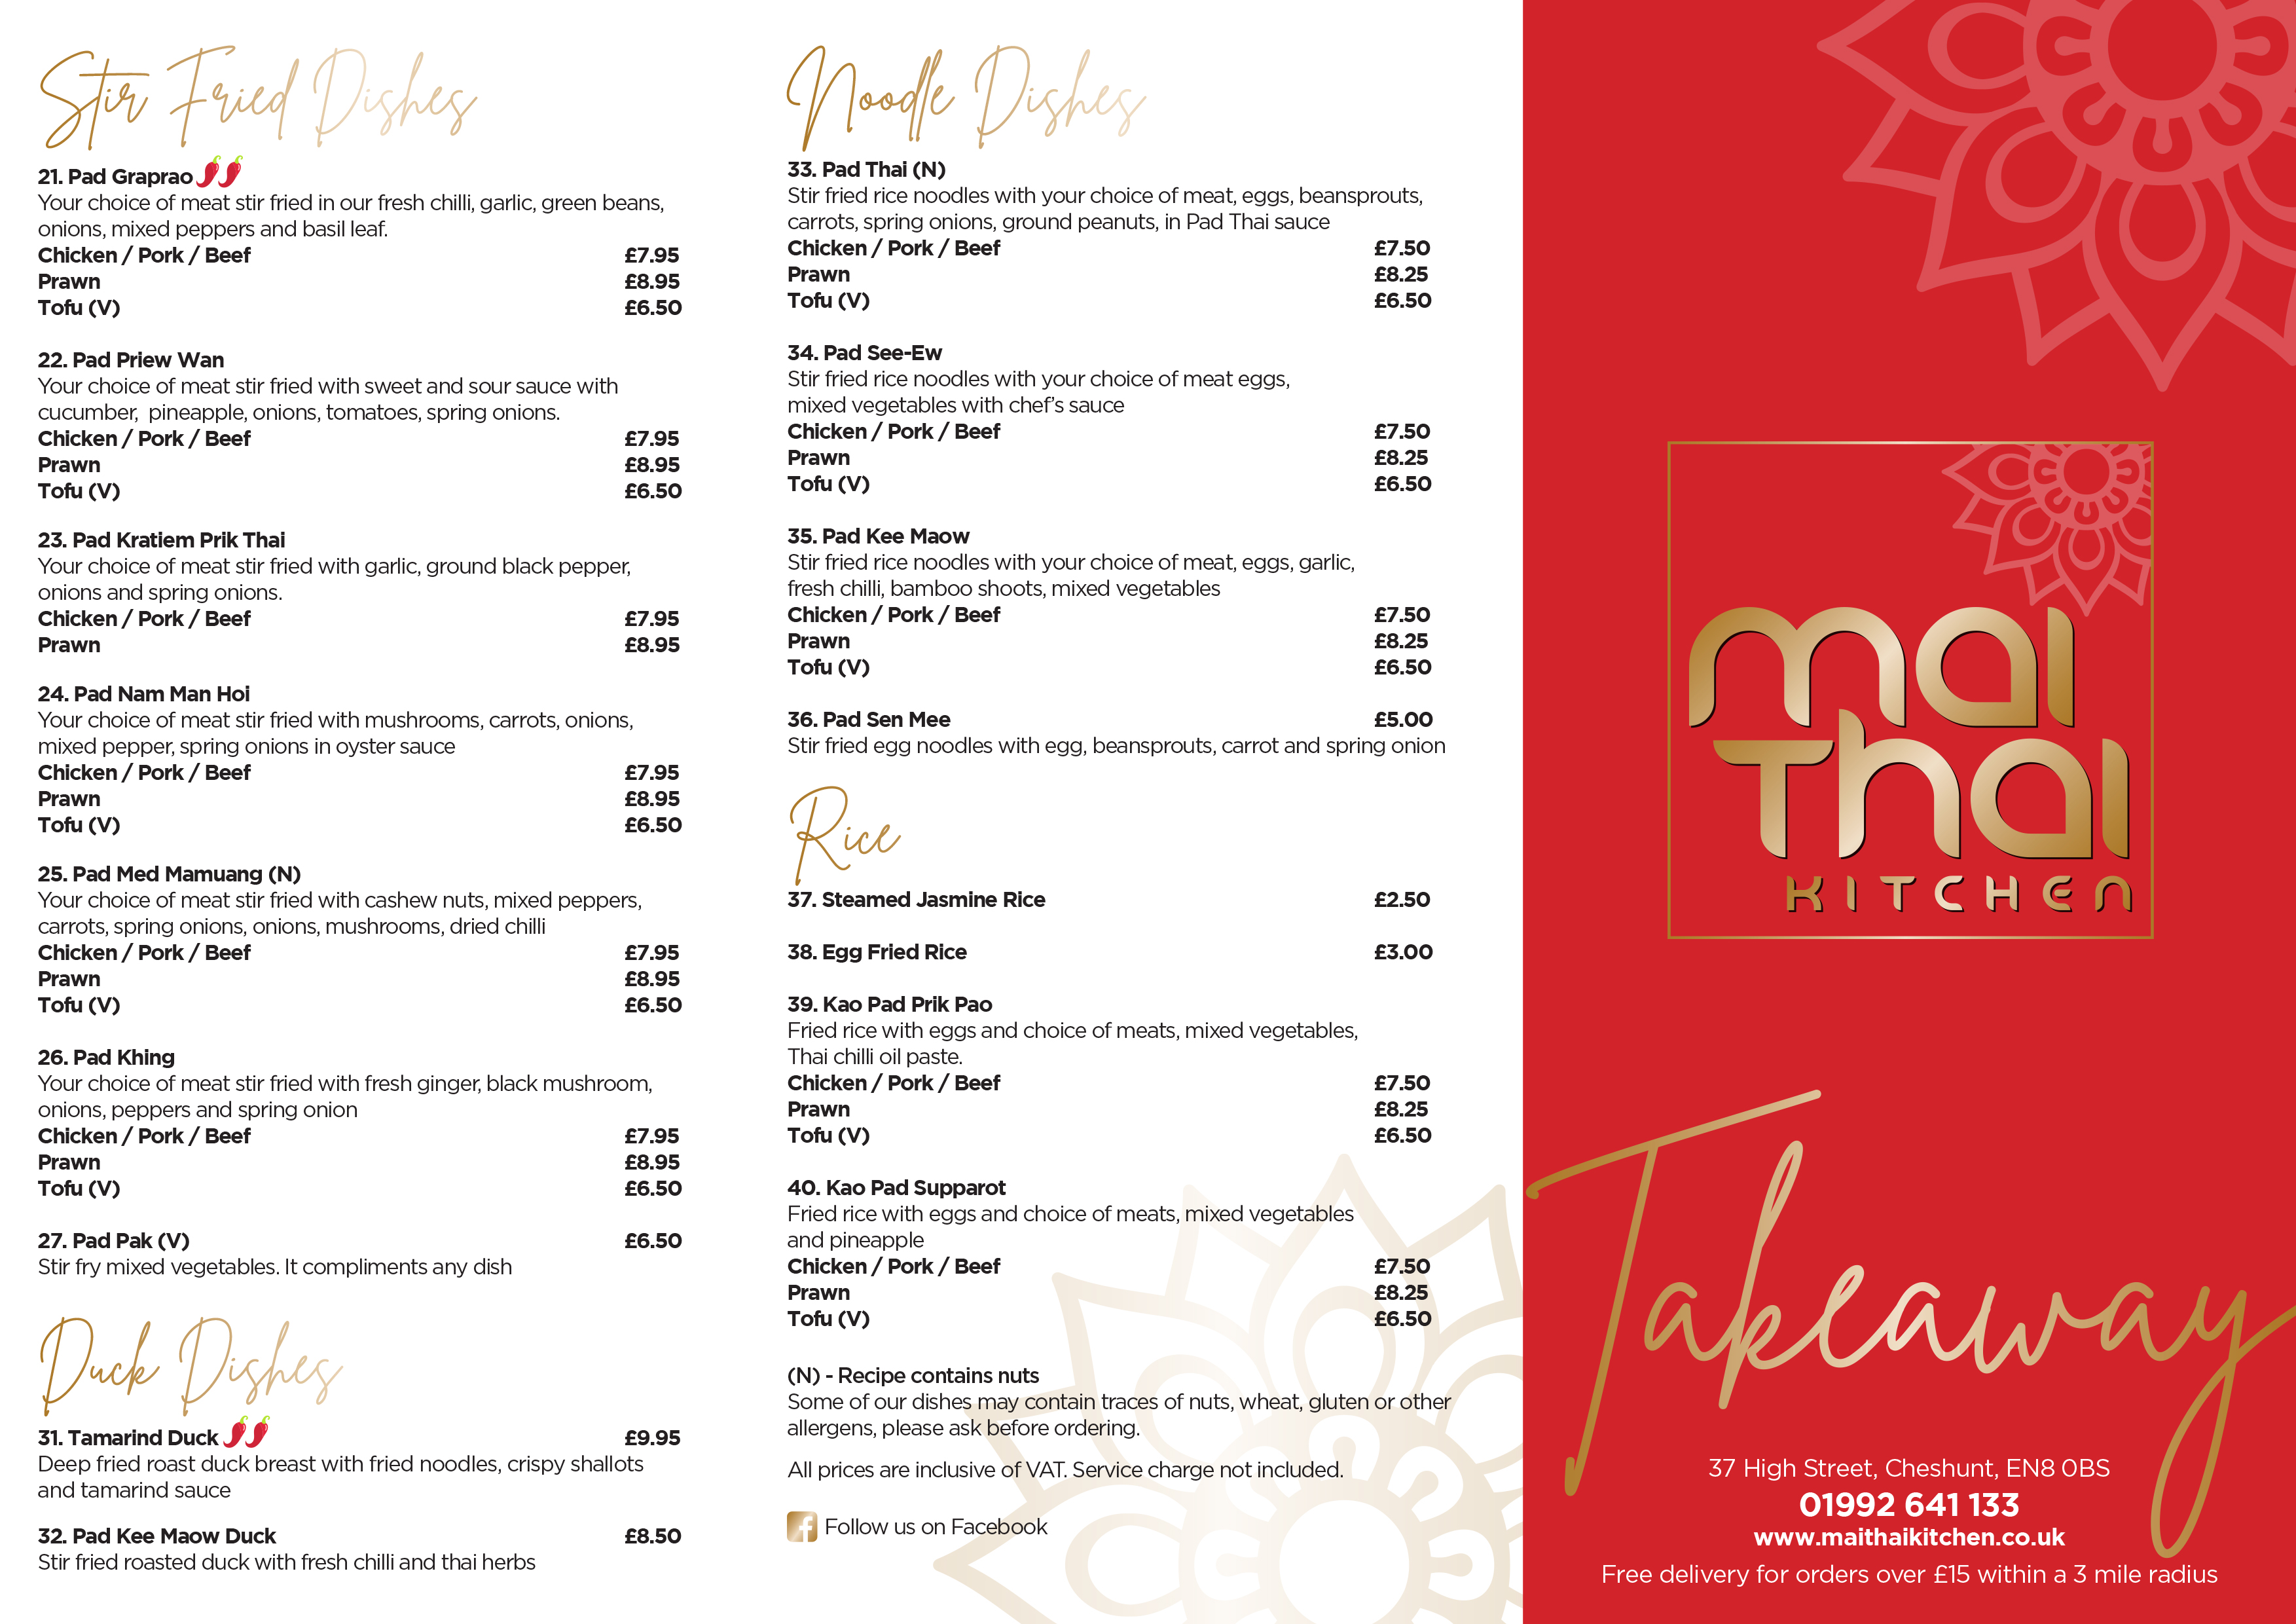 Stir Fried Dishes
21. Pad Graprao
Your choice of meat stir fried in our fresh chilli, garlic, green beans,
onions, mixed peppers and basil leaf.
Chicken / Pork / Beef £7.95
Prawn £8.95
Tofu (V) £6.50
22. Pad Priew Wan
Your choice of meat stir fried with sweet and sour sauce with
cucumber, pineapple, onions, tomatoes, spring onions.
Chicken / Pork / Beef £7.95
Prawn £8.95
Tofu (V) £6.50
23. Pad Kratiem Prik Thai
Your choice of meat stir fried with garlic, ground black pepper,
onions and spring onions.
Chicken / Pork / Beef £7.95
Prawn £8.95
24. Pad Nam Man Hoi
Your choice of meat stir fried with mushrooms, carrots, onions,
mixed pepper, spring onions in oyster sauce
Chicken / Pork / Beef £7.95
Prawn £8.95
Tofu (V) £6.50
25. Pad Med Mamuang (N)
Your choice of meat stir fried with cashew nuts, mixed peppers,
carrots, spring onions, onions, mushrooms, dried chilli
Chicken / Pork / Beef £7.95
Prawn £8.95
Tofu (V) £6.50
26. Pad Khing
Your choice of meat stir fried with fresh ginger, black mushroom,
onions, peppers and spring onion
Chicken / Pork / Beef £7.95
Prawn £8.95
Tofu (V) £6.50
27. Pad Pak (V) £6.50
Stir fry mixed vegetables. It compliments any dish
Duck Dishes
31. Tamarind Duck £9.95
Deep fried roast duck breast with fried noodles, crispy shallots
and tamarind sauce
32. Pad Kee Maow Duck £8.50
Stir fried roasted duck with fresh chilli and thai herbs
Noodle Dishes
33. Pad Thai (N)
Stir fried rice noodles with your choice of meat, eggs, beansprouts,
carrots, spring onions, ground peanuts, in Pad Thai sauce
Chicken / Pork / Beef £7.50
Prawn £8.25
Tofu (V) £6.50
34. Pad See-Ew
Stir fried rice noodles with your choice of meat eggs,
mixed vegetables with chef's sauce
Chicken / Pork / Beef £7.50
Prawn £8.25
Tofu (V) £6.50
35. Pad Kee Maow
Stir fried rice noodles with your choice of meat, eggs, garlic,
fresh chilli, bamboo shoots, mixed vegetables
Chicken / Pork / Beef £7.50
Prawn £8.25
Tofu (V) £6.50
36. Pad Sen Mee £5.00
Stir fried egg noodles with egg, beansprouts, carrot and spring onion
Rice
37. Steamed Jasmine Rice £2.50
38. Egg Fried Rice £3.00
39. Kao Pad Prik Pao
Fried rice with eggs and choice of meats, mixed vegetables,
Thai chilli oil paste.
Chicken / Pork / Beef £7.50
Prawn £8.25
Tofu (V) £6.50
40. Kao Pad Supparot
Fried rice with eggs and choice of meats, mixed vegetables
and pineapple
Chicken / Pork / Beef £7.50
Prawn £8.25
Tofu (V) £6.50
(N) - Recipe contains nuts
Some of our dishes may contain traces of nuts, wheat, gluten or other
allergens, please ask before ordering.
All prices are inclusive of VAT. Service charge not included.
f Follow us on Facebook
mai
Thai
KITCHEN
Takeaway
37 High Street, Cheshunt, EN8 0BS
01992 641 133
www.maithaikitchen.co.uk
Free delivery for orders over £15 within a 3 mile radius